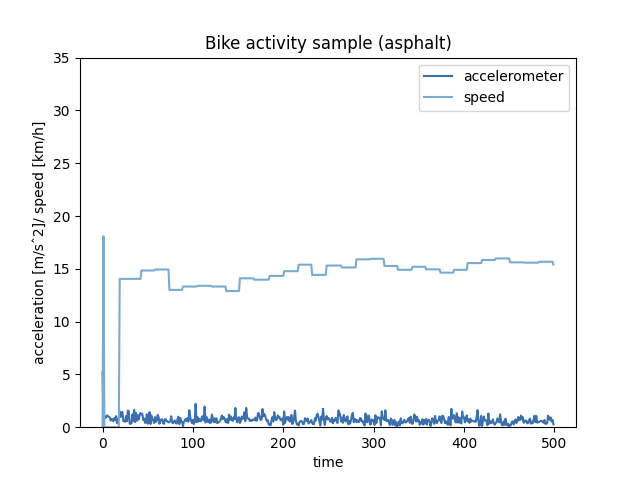 Bike activity sample (asphalt)
35
30
25
20
15
10
5
0
acceleration [m/s^2]/ speed [km/h]
accelerometer
speed
0
100
200
300
400
500
time